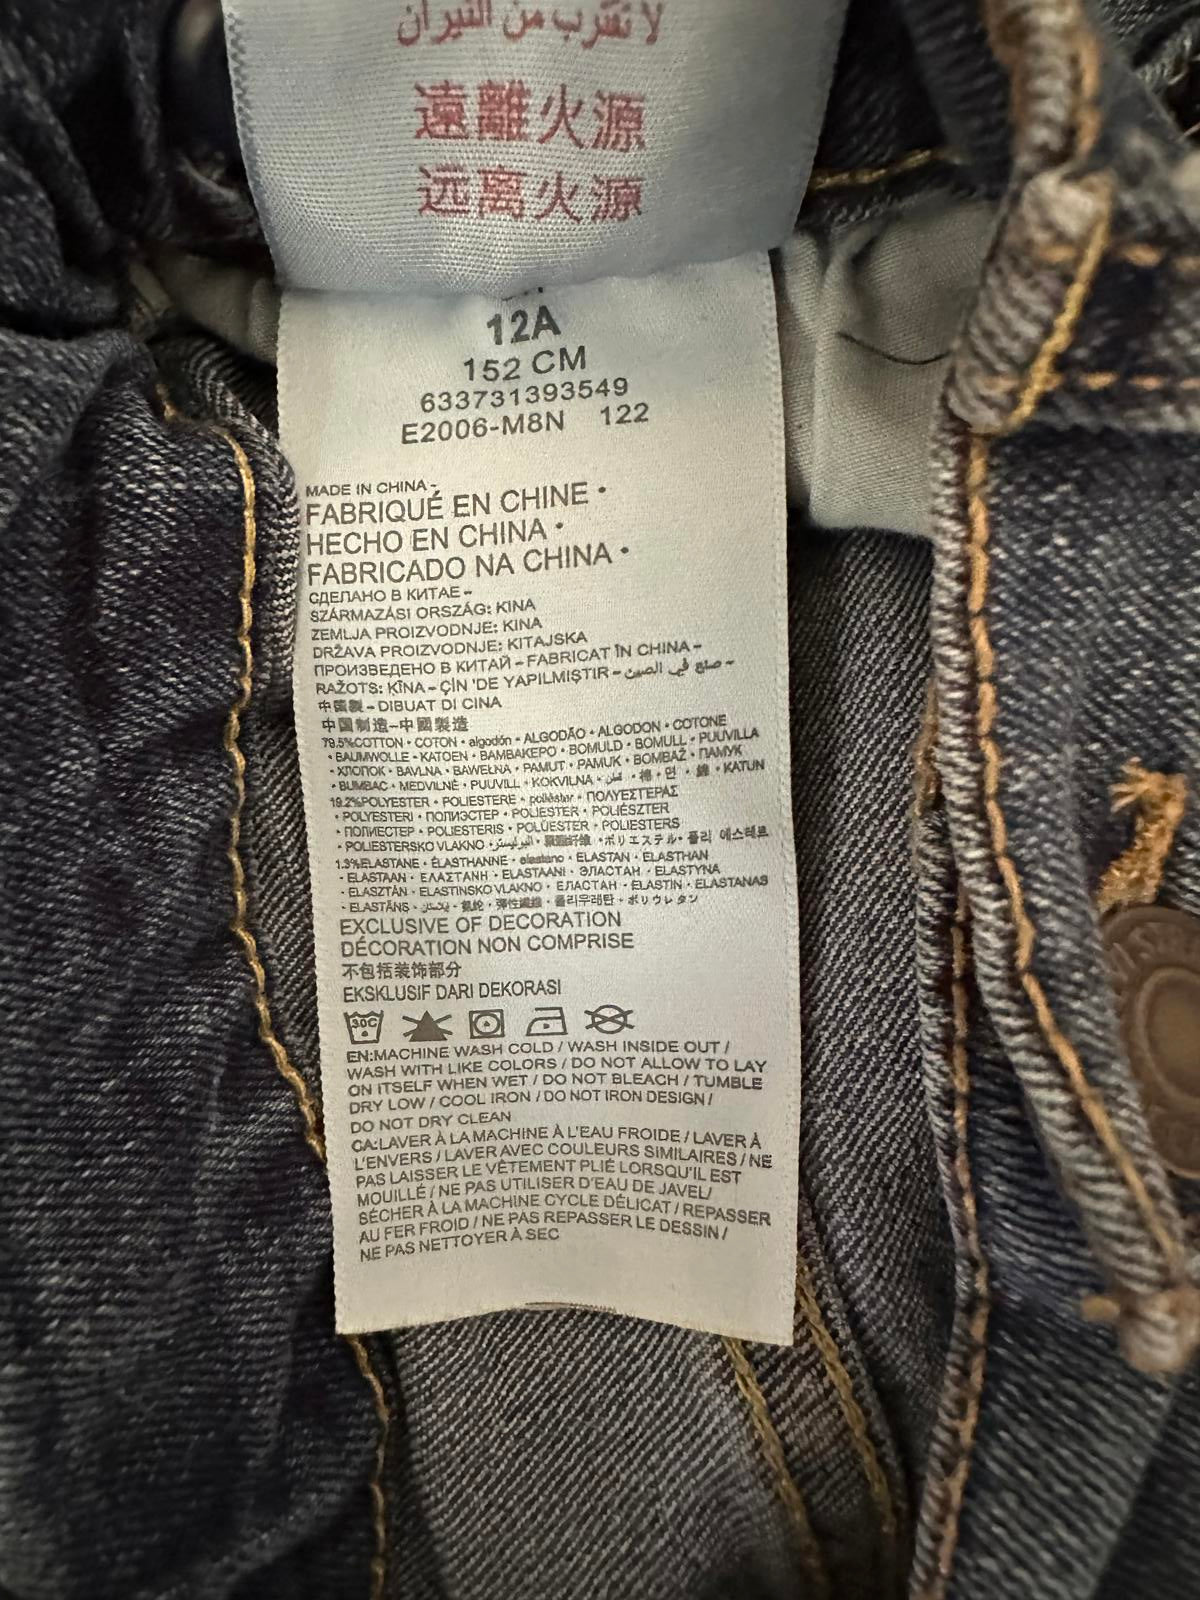 لا تقترب من النيران
遠離火源
远离火源
12A
152 CM
633731393549
E2006-M8N 122
MADE IN CHINA -
FABRIQUÉ EN CHINE •
HECHO EN CHINA •
FABRICADO NA CHINA •
СДЕЛАНО В КИТАЕ -
SZÁRMAZÁSI ORSZÁG: KINA
ZEMLJA PROIZVODNJE: KINA
DRŽAVA PROIZVODNJE: KITAJSKA
ПРОИЗВЕДЕНО В КИТАЙ - FABRICAT ÎN CHINA -
RAŽOTS: ĶĪNA - ÇİN 'DE YAPILMIŞTIR - صنع في الصين -
中国製 - DIBUAT DI CINA
中国制造-中國製造
79.5%COTTON • COTON • algodón • ALGODÃO • ALGODON • COTONE
• BAUMWOLLE • KATOEN • ΒΑΜΒΑΚΕΡΟ • BOMULD • BOMULL • PUUVILLA
• ХЛОПОК • BAVLNA • BAWEŁNA • PAMUT • PAMUK • BOMBAŽ • ПАМУК
• BUMBAC • MEDVILNĖ • PUUVILL • KOKVILNA • قطن • 棉 • 면 • 綿 • KATUN
19.2%POLYESTER • POLIESTERE • poliéster • ΠΟΛΥΕΣΤΕΡΑΣ
• POLYESTERI • ПОЛИЭСТЕР • POLIESTER • POLIÉSZTER
• ПОЛИЕСТЕР • POLIESTERIS • POLÜESTER • POLIESTERS
• POLIESTERSKO VLAKNO • البوليستر • 聚酯纤维 • ポリエステル • 폴리 에스테르
1.3%ELASTANE • ÉLASTHANNE • elastano • ELASTAN • ELASTHAN
• ELASTAAN • ΕΛΑΣΤΑΝΗ • ELASTAANI • ЭЛАСТАН • ELASTYNA
• ELASZTÁN • ELASTINSKO VLAKNO • ЕЛАСТАН • ELASTIN • ELASTANAS
• ELASTĀNS • 氨纶 • 彈性纖維 • 폴리우레탄 • ポリウレタン
EXCLUSIVE OF DECORATION
DÉCORATION NON COMPRISE
不包括装饰部分
EKSKLUSIF DARI DEKORASI
30C
EN:MACHINE WASH COLD / WASH INSIDE OUT /
WASH WITH LIKE COLORS / DO NOT ALLOW TO LAY
ON ITSELF WHEN WET / DO NOT BLEACH / TUMBLE
DRY LOW / COOL IRON / DO NOT IRON DESIGN /
DO NOT DRY CLEAN
CA:LAVER À LA MACHINE À L'EAU FROIDE / LAVER À
L'ENVERS / LAVER AVEC COULEURS SIMILAIRES / NE
PAS LAISSER LE VÊTEMENT PLIÉ LORSQU'IL EST
MOUILLÉ / NE PAS UTILISER D'EAU DE JAVEL/
SÉCHER À LA MACHINE CYCLE DÉLICAT / REPASSER
AU FER FROID / NE PAS REPASSER LE DESSIN /
NE PAS NETTOYER À SEC